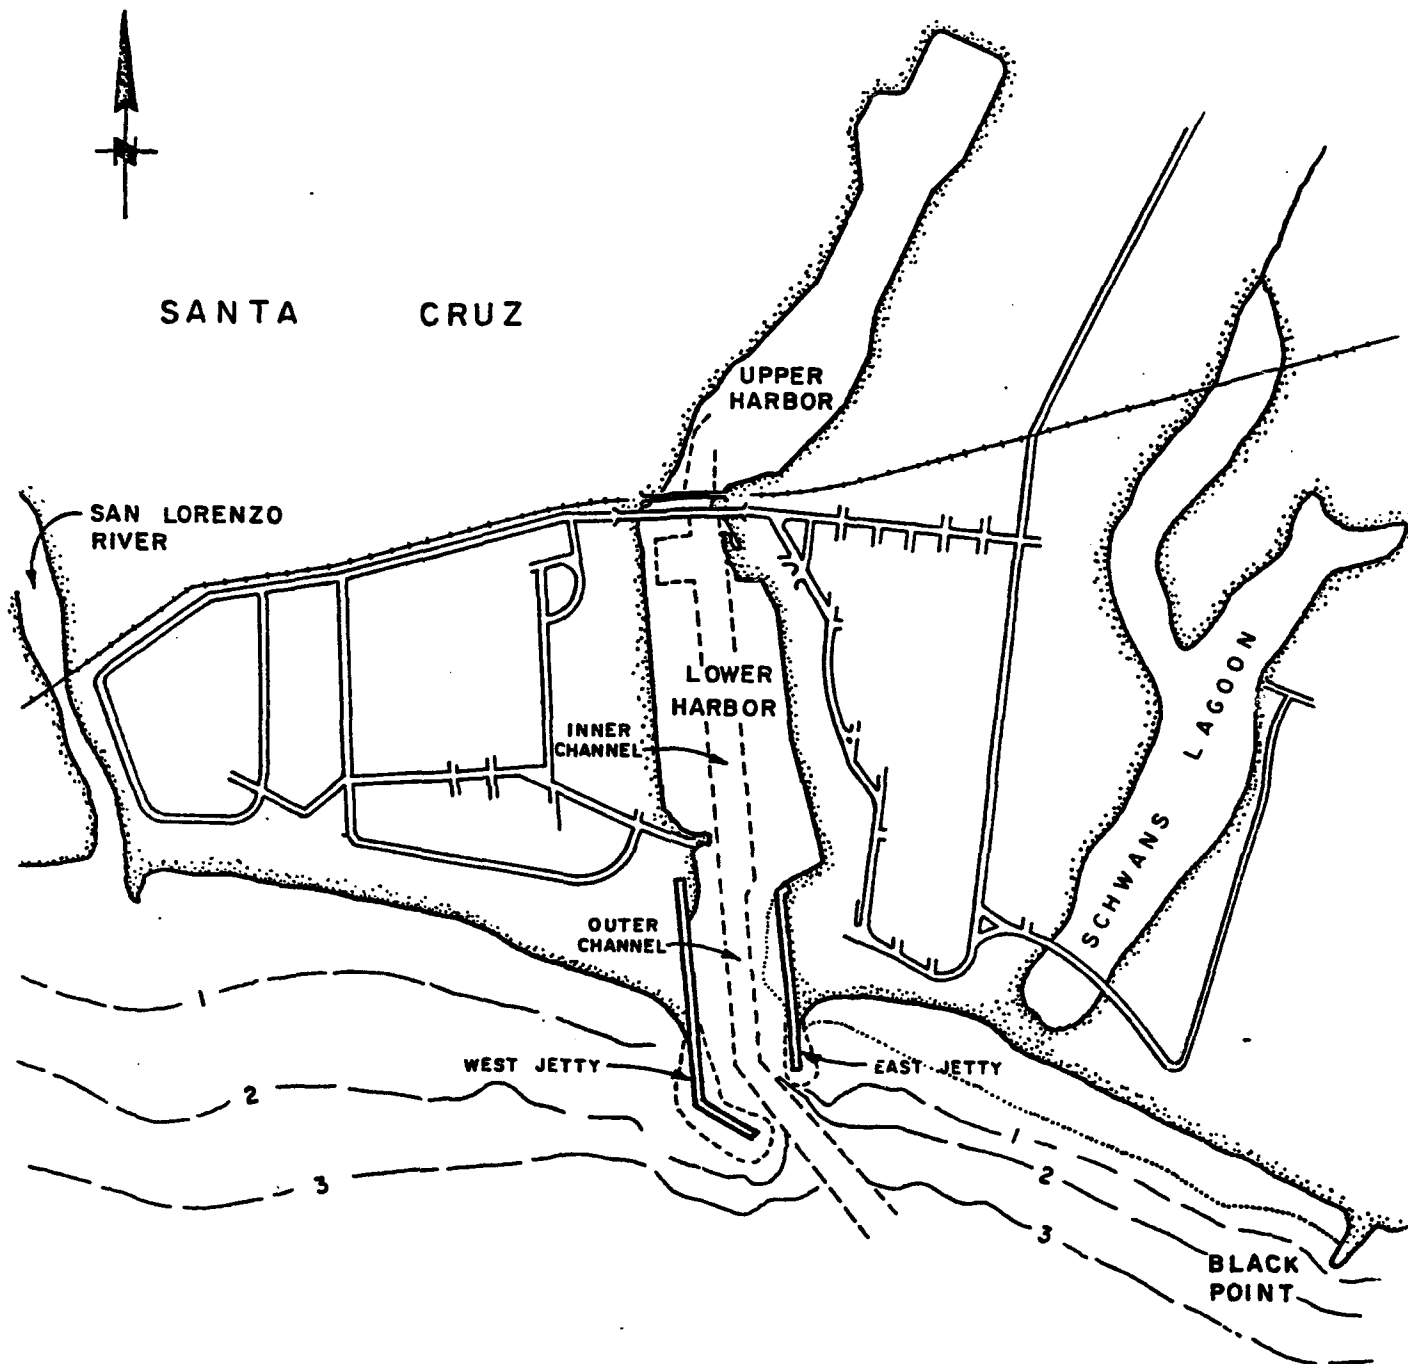 N
SANTA CRUZ
UPPER
HARBOR
SAN LORENZO
RIVER
LOWER
HARBOR
INNER
CHANNEL
SCHWANS LAGOON
OUTER
CHANNEL
1
WEST JETTY
EAST JETTY
2
1
2
3
3
BLACK
POINT